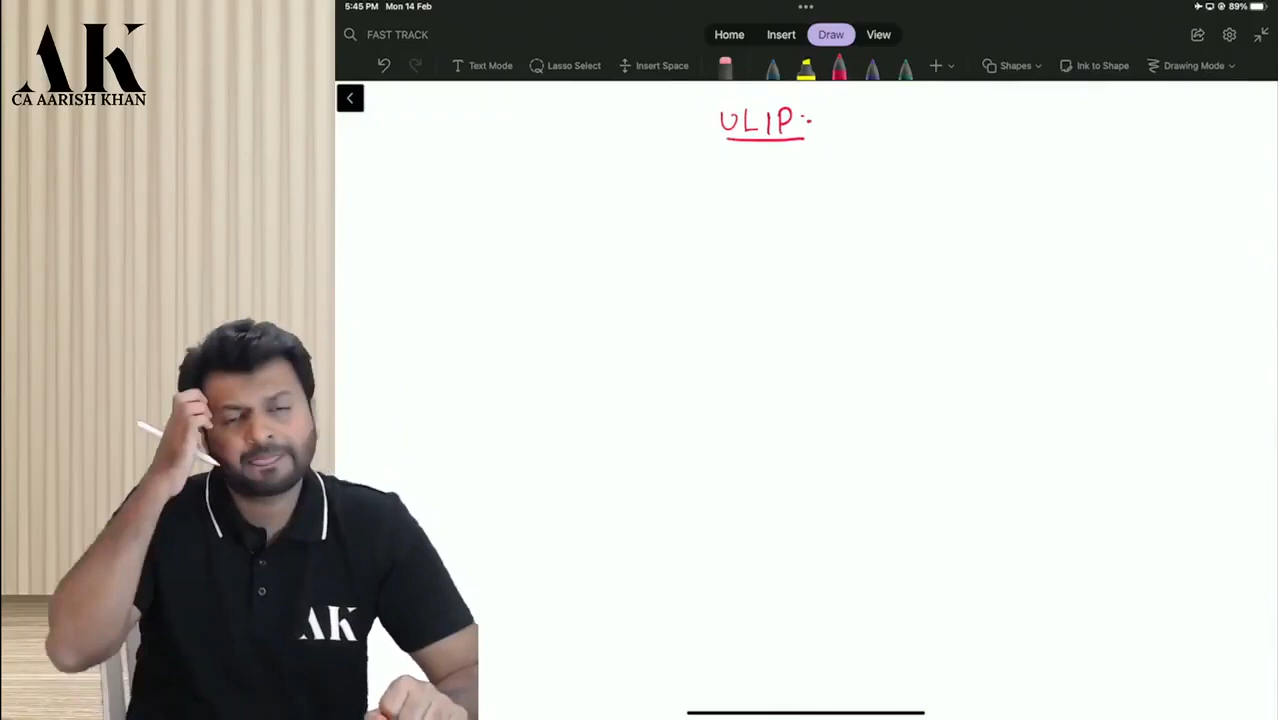 5:45 PM Mon 14 Feb
89%
AK
CA AARISH KHAN
FAST TRACK
Home Insert Draw View
Text Mode Lasso Select Insert Space Shapes Ink to Shape Drawing Mode
ULIP:
AK